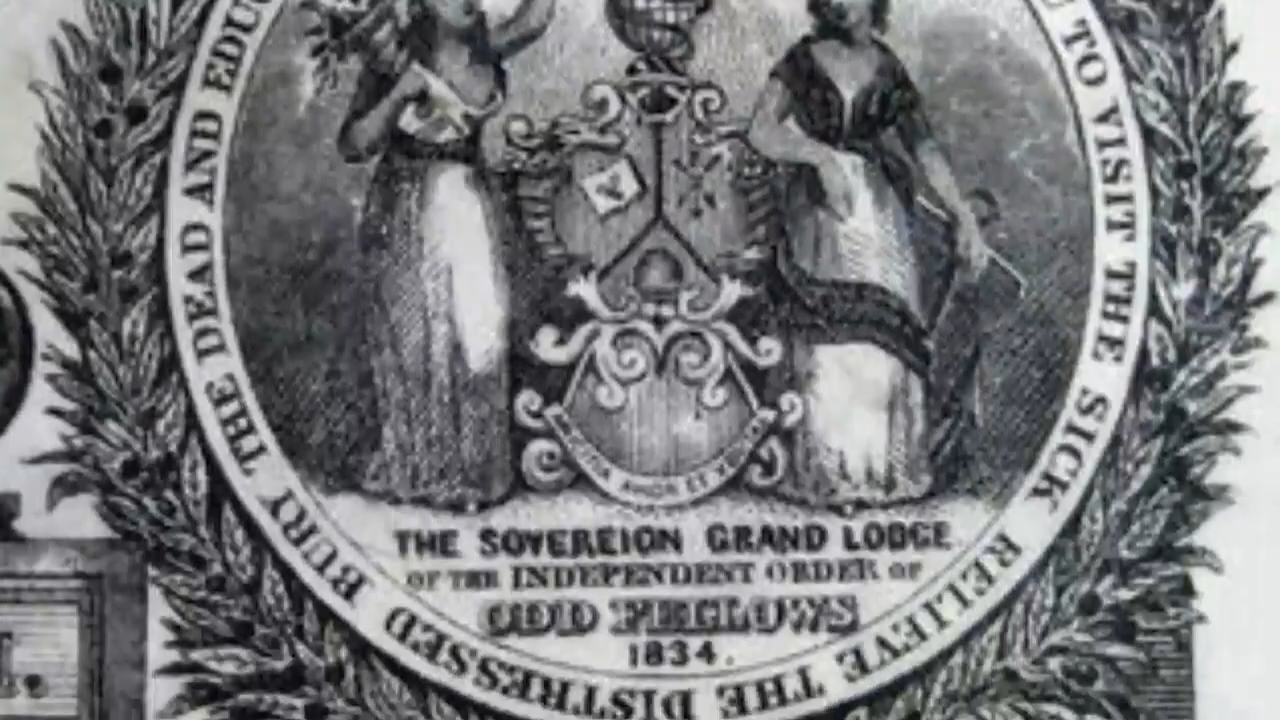 TO VISIT THE SICK RELIEVE THE DISTRESSED BURY THE DEAD AND EDU
THE SOVEREIGN GRAND LODGE
OF THE INDEPENDENT ORDER OF
ODD FELLOWS
1834.